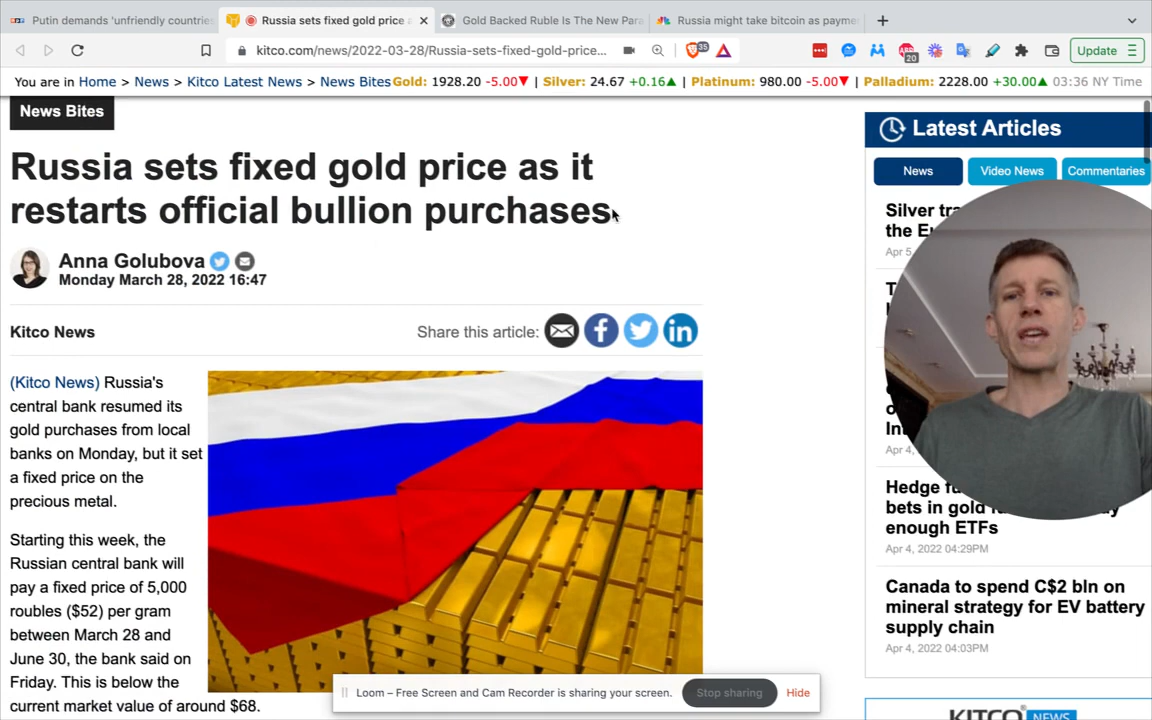 Putin demands 'unfriendly countries
Russia sets fixed gold price a
Gold Backed Ruble Is The New Para
Russia might take bitcoin as payme
kitco.com/news/2022-03-28/Russia-sets-fixed-gold-price...
35
20
Update
You are in Home > News > Kitco Latest News > News Bites
Gold: 1928.20 -5.00▼ | Silver: 24.67 +0.16▲ | Platinum: 980.00 -5.00▼ | Palladium: 2228.00 +30.00▲ 03:36 NY Time
News Bites
Russia sets fixed gold price as it
restarts official bullion purchases
Anna Golubova
Monday March 28, 2022 16:47
Kitco News
Share this article:
(Kitco News) Russia's
central bank resumed its
gold purchases from local
banks on Monday, but it set
a fixed price on the
precious metal.
Starting this week, the
Russian central bank will
pay a fixed price of 5,000
roubles ($52) per gram
between March 28 and
June 30, the bank said on
Friday. This is below the
current market value of around $68.
Latest Articles
News
Video News
Commentaries
Silver tra
the E
Apr 5
Apr 4,
Hedge fu
bets in gold
enough ETFs
Apr 4, 2022 04:29PM
Canada to spend C$2 bln on
mineral strategy for EV battery
supply chain
Apr 4, 2022 04:03PM
KITCO NEWS
Loom – Free Screen and Cam Recorder is sharing your screen.
Stop sharing
Hide